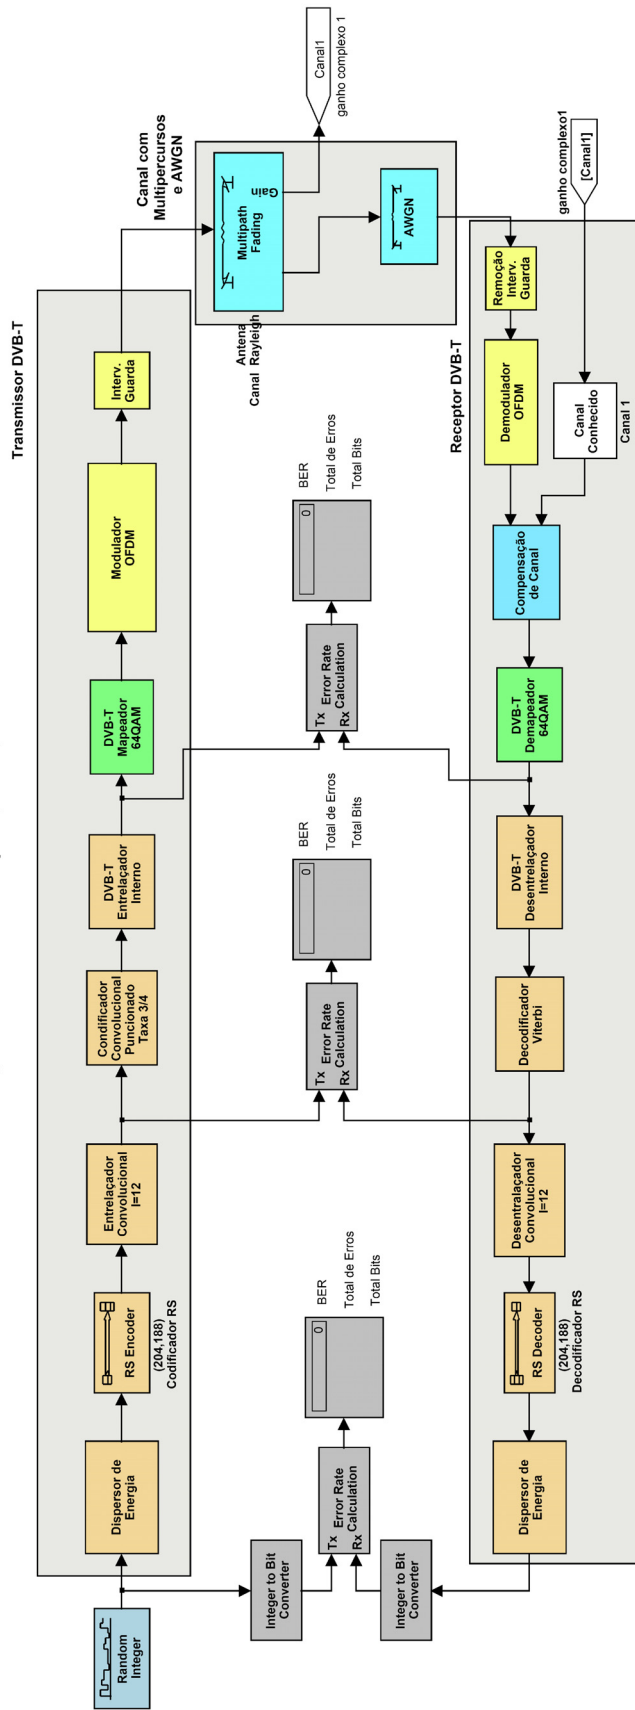 Transmissor DVB-T
Random
Integer
Dispersor de
Energia
RS Encoder
(204,188)
Codificador RS
Entrelaçador
Convolucional
I=12
Condificador
Convolucional
Puncionado
Taxa 3/4
DVB-T
Entrelaçador
Interno
DVB-T
Mapeador
64QAM
Modulador
OFDM
Interv.
Guarda
Canal com
Multipercursos
e AWGN
Multipath
Fading
Gain
Antena
Canal Rayleigh
AWGN
Canal1
ganho complexo 1
Integer to Bit
Converter
Integer to Bit
Converter
Tx
Rx
Error Rate
Calculation
0
BER
Total de Erros
Total Bits
Tx
Rx
Error Rate
Calculation
0
BER
Total de Erros
Total Bits
Tx
Rx
Error Rate
Calculation
0
BER
Total de Erros
Total Bits
Receptor DVB-T
Dispersor de
Energia
RS Decoder
(204,188)
Decodificador RS
Desentralaçador
Convolucional
I=12
Decodificador
Viterbi
DVB-T
Desentrelaçador
Interno
DVB-T
Demapeador
64QAM
Compensação
de Canal
Demodulador
OFDM
Remoção
Interv.
Guarda
Canal
Conhecido
Canal 1
ganho complexo1
[Canal1]